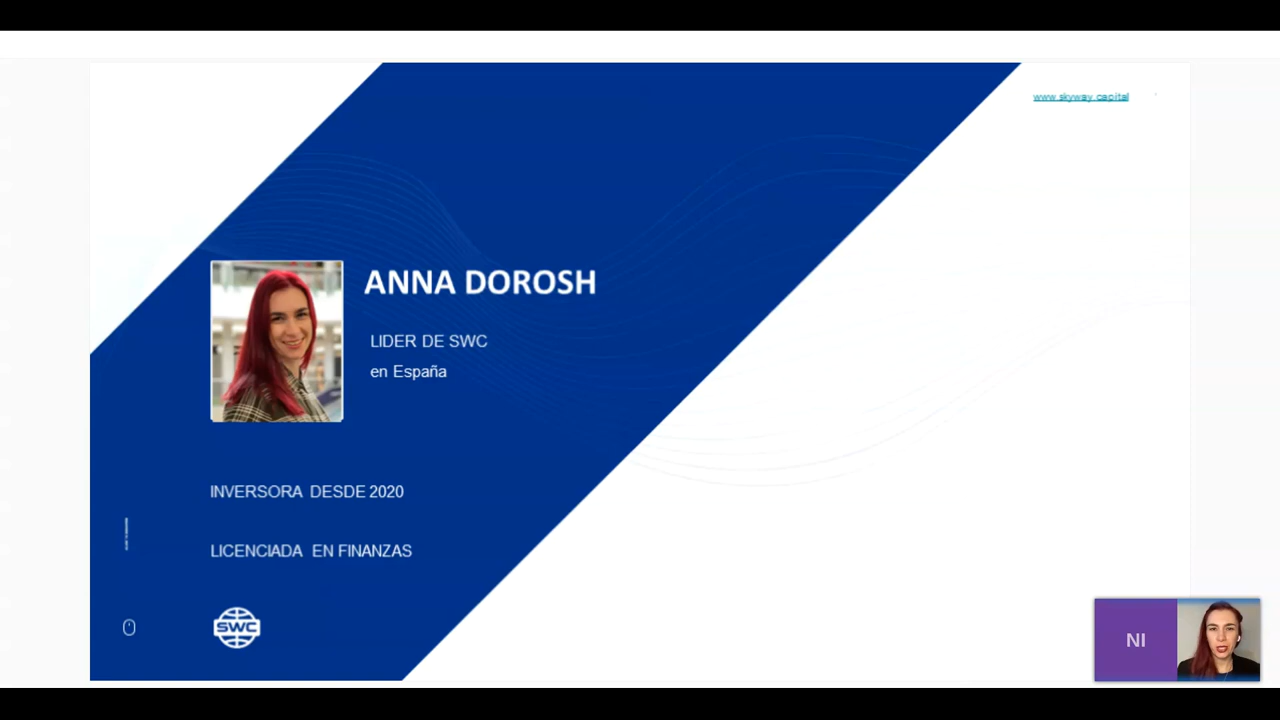 www.skyway.capital
ANNA DOROSH
LIDER DE SWC
en España
INVERSORA DESDE 2020
LICENCIADA EN FINANZAS
SWC
NI